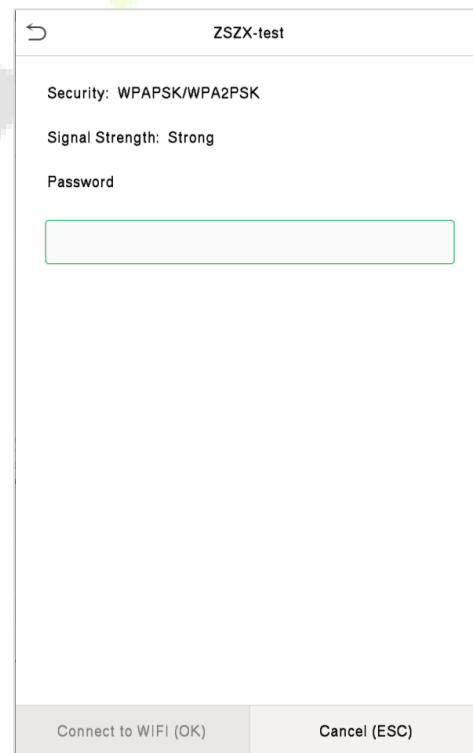 ZSZX-test
Security: WPAPSK/WPA2PSK
Signal Strength: Strong
Password
Connect to WIFI (OK)
Cancel (ESC)